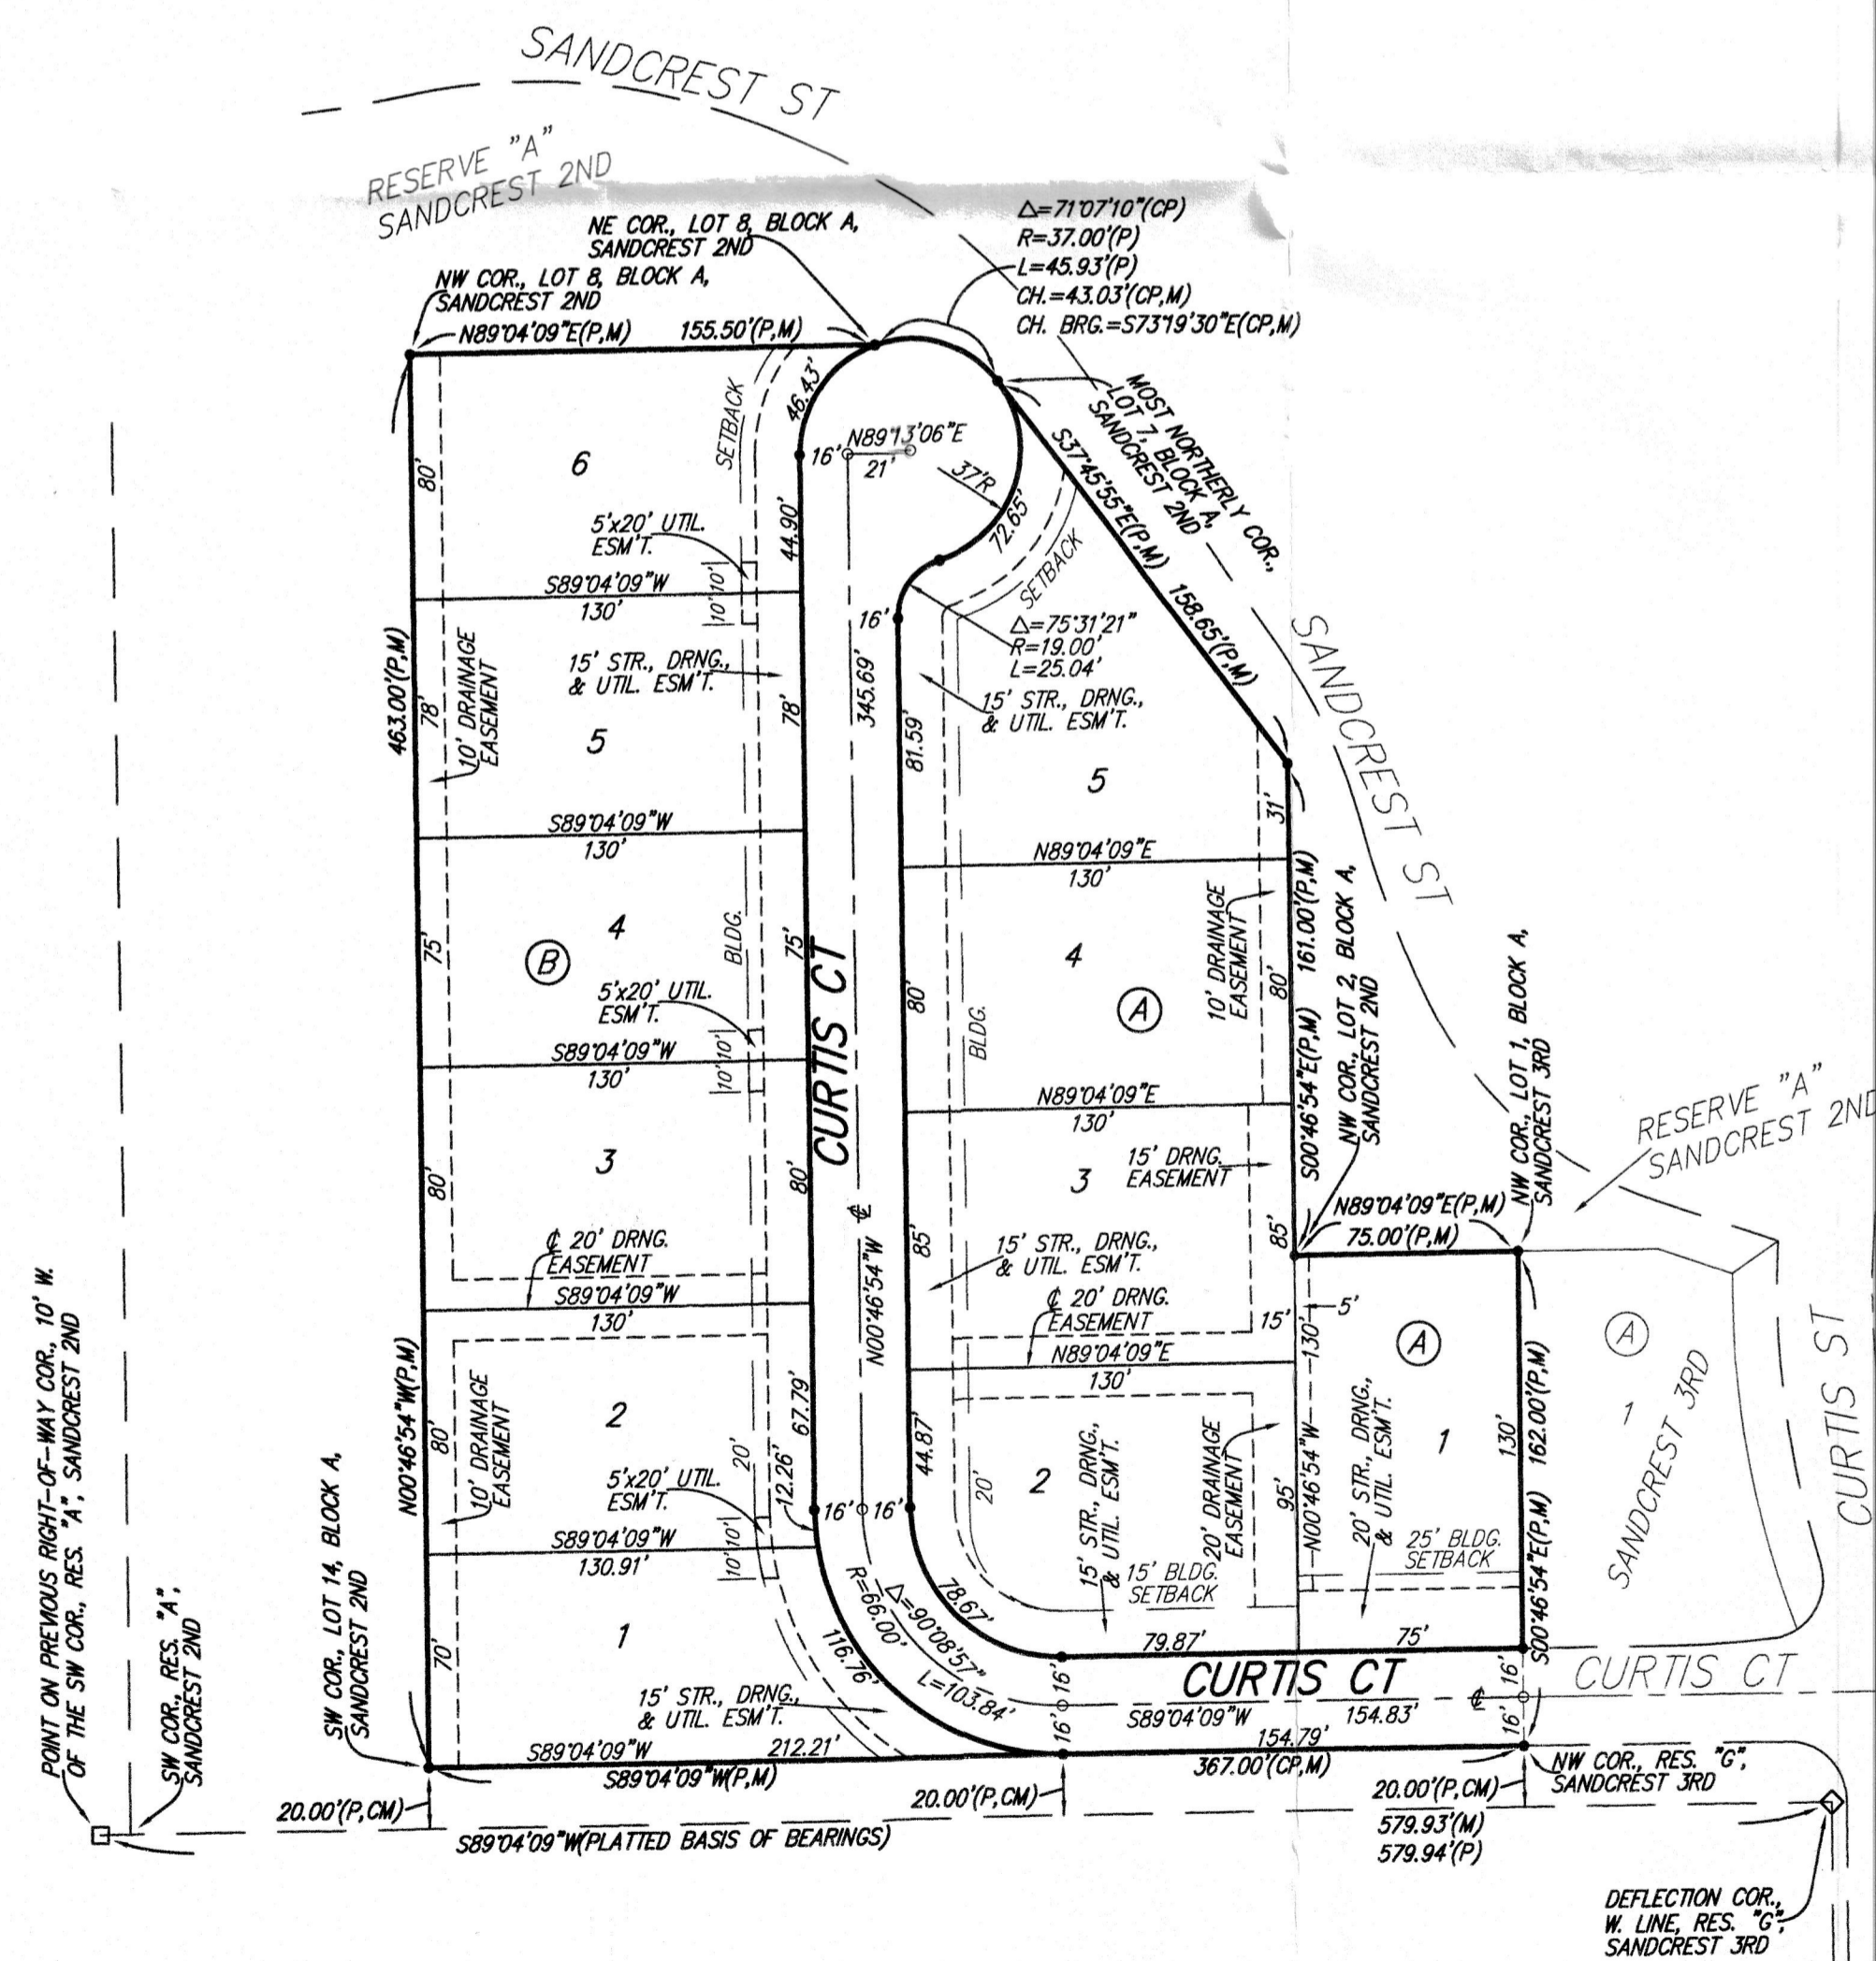 SANDCREST ST
RESERVE "A"
SANDCREST 2ND
NE COR., LOT 8, BLOCK A,
SANDCREST 2ND
NW COR., LOT 8, BLOCK A,
SANDCREST 2ND
N89°04'09"E(P,M)
155.50'(P,M)
Δ=71°07'10"(CP)
R=37.00'(P)
L=45.93'(P)
CH.=43.03'(CP,M)
CH. BRG.=S73°19'30"E(CP,M)
MOST NORTHERLY COR.,
LOT 7, BLOCK A,
SANDCREST 2ND
S37°45'55"E(P,M) 158.65'(P,M)
SETBACK
46.43'
N89°13'06"E
16'
21'
37'R
72.65'
80'
6
44.90'
5'x20' UTIL.
ESM'T.
10' 10'
S89°04'09"W
130'
16'
SETBACK
Δ=75°31'21"
R=19.00'
L=25.04'
463.00'(P,M)
78'
10' DRAINAGE
EASEMENT
15' STR., DRNG.,
& UTIL. ESM'T.
5
78'
345.69'
81.59'
15' STR., DRNG.,
& UTIL. ESM'T.
5
31'
SANDCREST ST
S89°04'09"W
130'
N89°04'09"E
130'
4
B
75'
BLDG.
75'
5'x20' UTIL.
ESM'T.
10' 10'
CURTIS CT
80'
BLDG.
4
A
10' DRAINAGE
EASEMENT
80'
S00°46'54"E(P,M) 161.00'(P,M)
NW COR., LOT 2, BLOCK A,
SANDCREST 2ND
NW COR., LOT 1, BLOCK A,
SANDCREST 3RD
S89°04'09"W
130'
N89°04'09"E
130'
3
80'
80'
3
15' DRNG.
EASEMENT
85'
85'
N89°04'09"E(P,M)
75.00'(P,M)
RESERVE "A"
SANDCREST 2ND
℄ 20' DRNG.
EASEMENT
S89°04'09"W
130'
℄
N00°46'54"W
15' STR., DRNG.,
& UTIL. ESM'T.
℄ 20' DRNG.
EASEMENT
15'
5'
N89°04'09"E
130'
POINT ON PREVIOUS RIGHT-OF-WAY COR., 10' W.
OF THE SW COR., RES. "A", SANDCREST 2ND
SW COR., RES. "A",
SANDCREST 2ND
SW COR., LOT 14, BLOCK A,
SANDCREST 2ND
N00°46'54"W(P,M)
80'
10' DRAINAGE
EASEMENT
2
20'
67.79'
12.26'
5'x20' UTIL.
ESM'T.
10' 10'
16'
16'
44.87'
20'
2
15' STR., DRNG.,
& UTIL. ESM'T.
20' DRAINAGE
EASEMENT
95'
N00°46'54"W
130'
A
1
20' STR., DRNG.,
& UTIL. ESM'T.
130'
S00°46'54"E(P,M) 162.00'(P,M)
A
1
SANDCREST 3RD
CURTIS ST
S89°04'09"W
130.91'
15' BLDG.
SETBACK
25' BLDG.
SETBACK
70'
1
116.76'
R=66.00'
Δ=90°08'57"
L=103.84'
78.67'
79.87'
75'
15' STR., DRNG.,
& UTIL. ESM'T.
16'
16'
CURTIS CT
S89°04'09"W
154.83'
℄
16'
16'
CURTIS CT
S89°04'09"W
212.21'
154.79'
S89°04'09"W(P,M)
367.00'(CP,M)
NW COR., RES. "G",
SANDCREST 3RD
20.00'(P,CM)
20.00'(P,CM)
20.00'(P,CM)
S89°04'09"W(PLATTED BASIS OF BEARINGS)
579.93'(M)
579.94'(P)
DEFLECTION COR.,
W. LINE, RES. "G",
SANDCREST 3RD